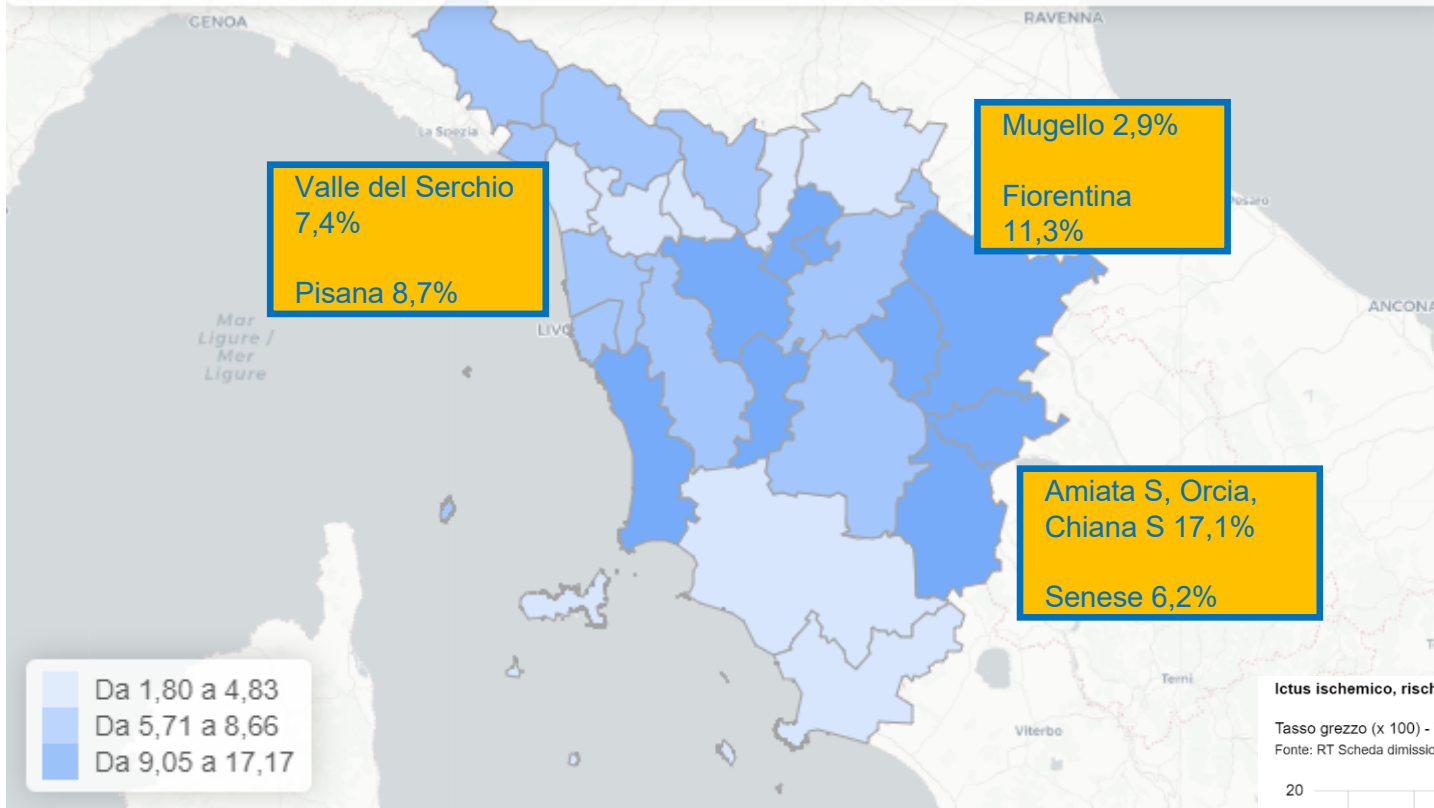 GENOA
RAVENNA
La Spezia
Mugello 2,9%
Fiorentina
11,3%
Valle del Serchio
7,4%
Pisana 8,7%
Pesaro
ANCONA
Mar
Ligure /
Mer
Ligure
LIVO
Amiata S, Orcia,
Chiana S 17,1%
Senese 6,2%
Da 1,80 a 4,83
Da 5,71 a 8,66
Da 9,05 a 17,17
Terni
Viterbo
Ictus ischemico, risch
Tasso grezzo (x 100) -
Fonte: RT Scheda dimissio
20